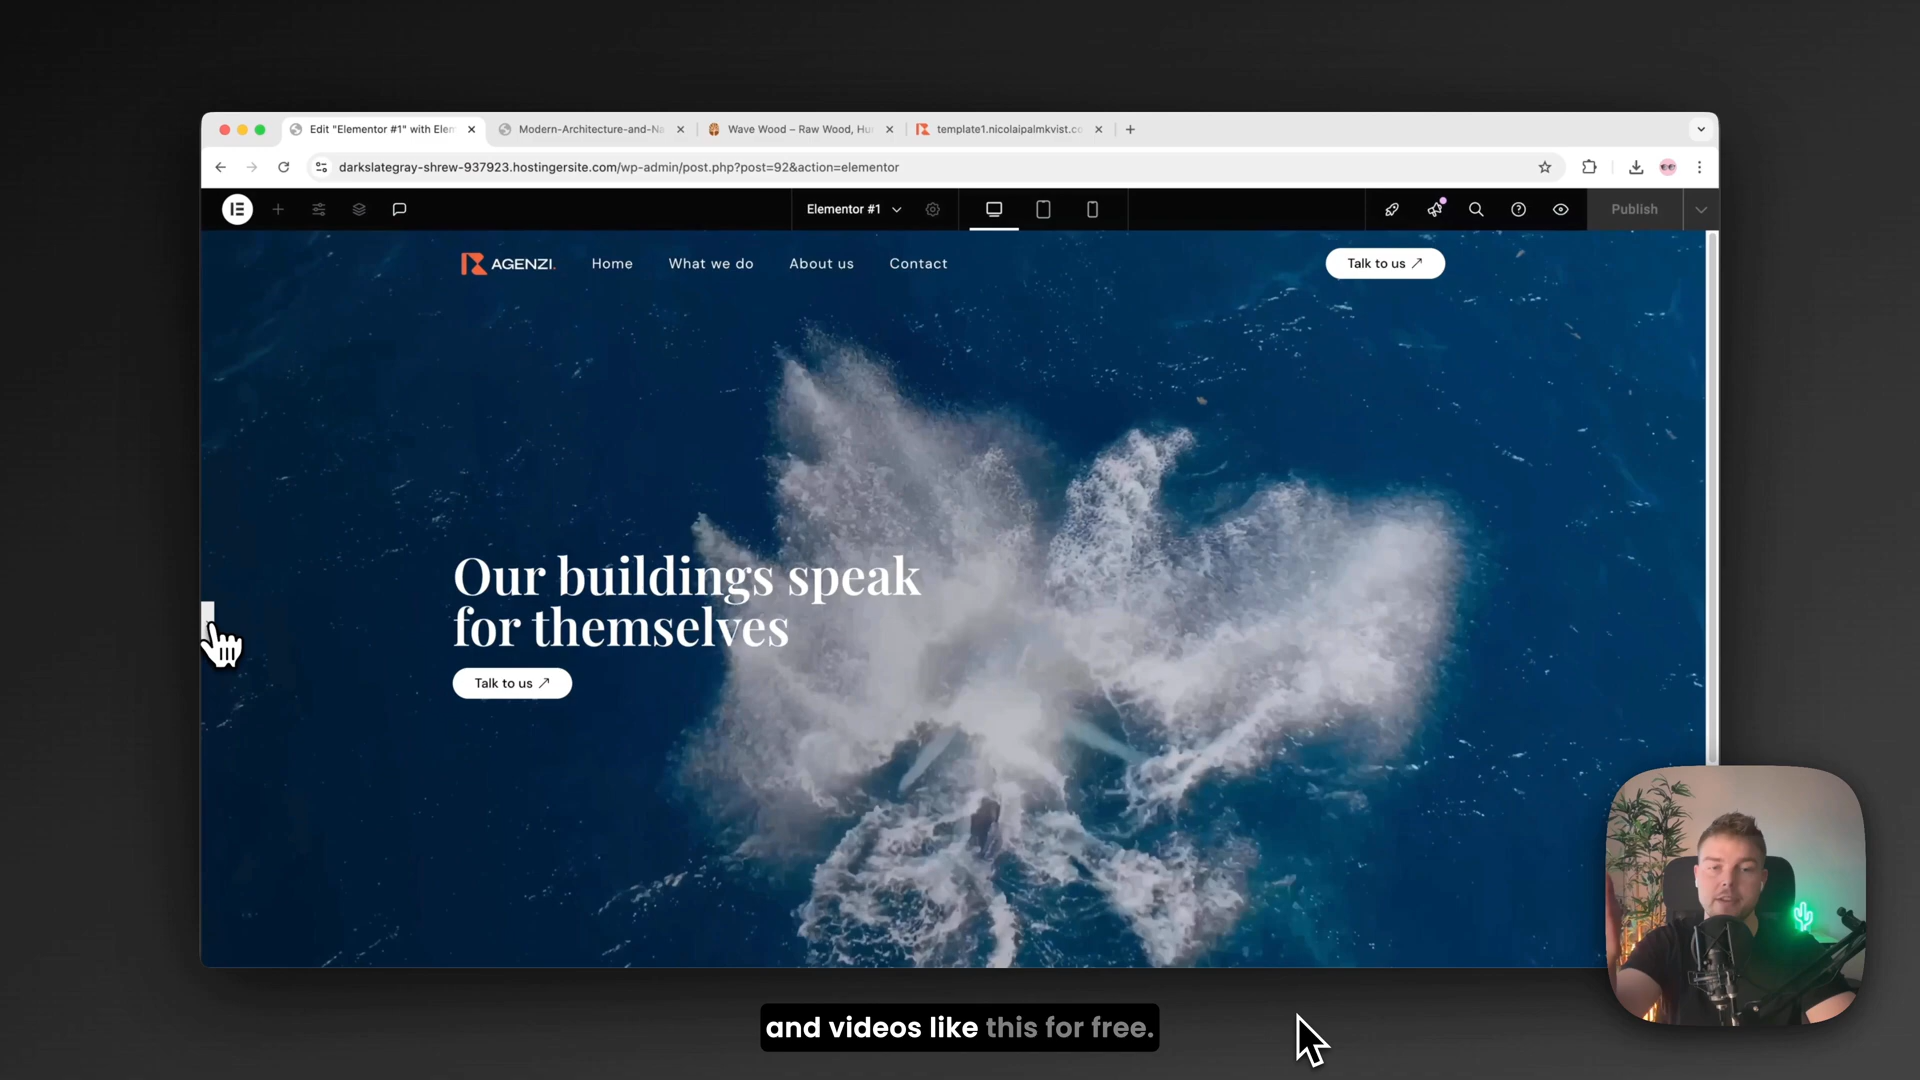 Edit "Elementor #1" with Elem
Modern-Architecture-and-Na
Wave Wood – Raw Wood, Hur
template1.nicolaipalmkvist.co
darkslategray-shrew-937923.hostingersite.com/wp-admin/post.php?post=92&action=elementor
Elementor #1
Publish
AGENZI.
Home
What we do
About us
Contact
Talk to us ↗
Our buildings speak
for themselves
Talk to us ↗
and videos like this for free.